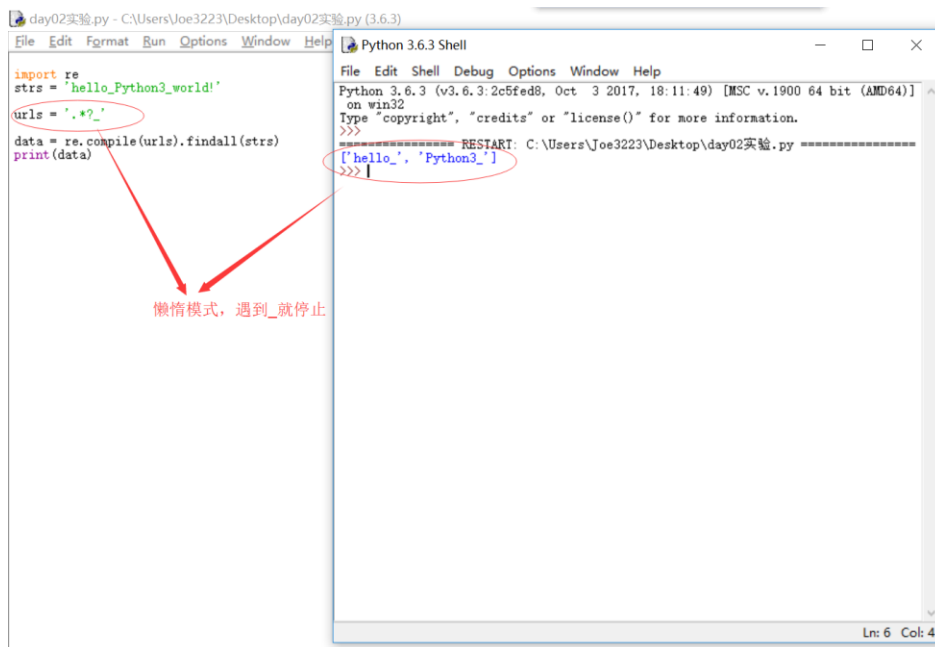 day02实验.py - C:\Users\Joe3223\Desktop\day02实验.py (3.6.3)
File Edit Format Run Options Window Help
import re
strs = 'hello_Python3_world!'
urls = '.*?_'
data = re.compile(urls).findall(strs)
print(data)
懒惰模式，遇到_就停止
Python 3.6.3 Shell
File Edit Shell Debug Options Window Help
Python 3.6.3 (v3.6.3:2c5fed8, Oct 3 2017, 18:11:49) [MSC v.1900 64 bit (AMD64)]
on win32
Type "copyright", "credits" or "license()" for more information.
>>>
================ RESTART: C:\Users\Joe3223\Desktop\day02实验.py ================
['hello_', 'Python3_']
>>>
Ln: 6 Col: 4